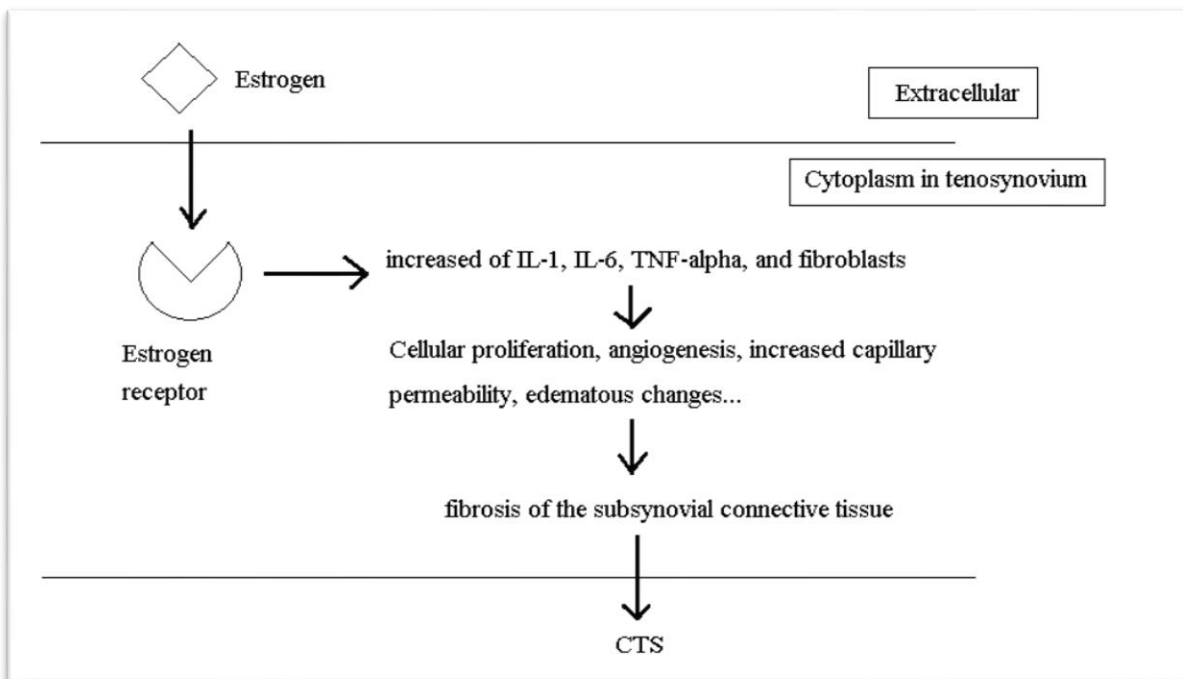 Estrogen
Extracellular
Cytoplasm in tenosynovium
increased of IL-1, IL-6, TNF-alpha, and fibroblasts
Estrogen
receptor
Cellular proliferation, angiogenesis, increased capillary
permeability, edematous changes...
fibrosis of the subsynovial connective tissue
CTS